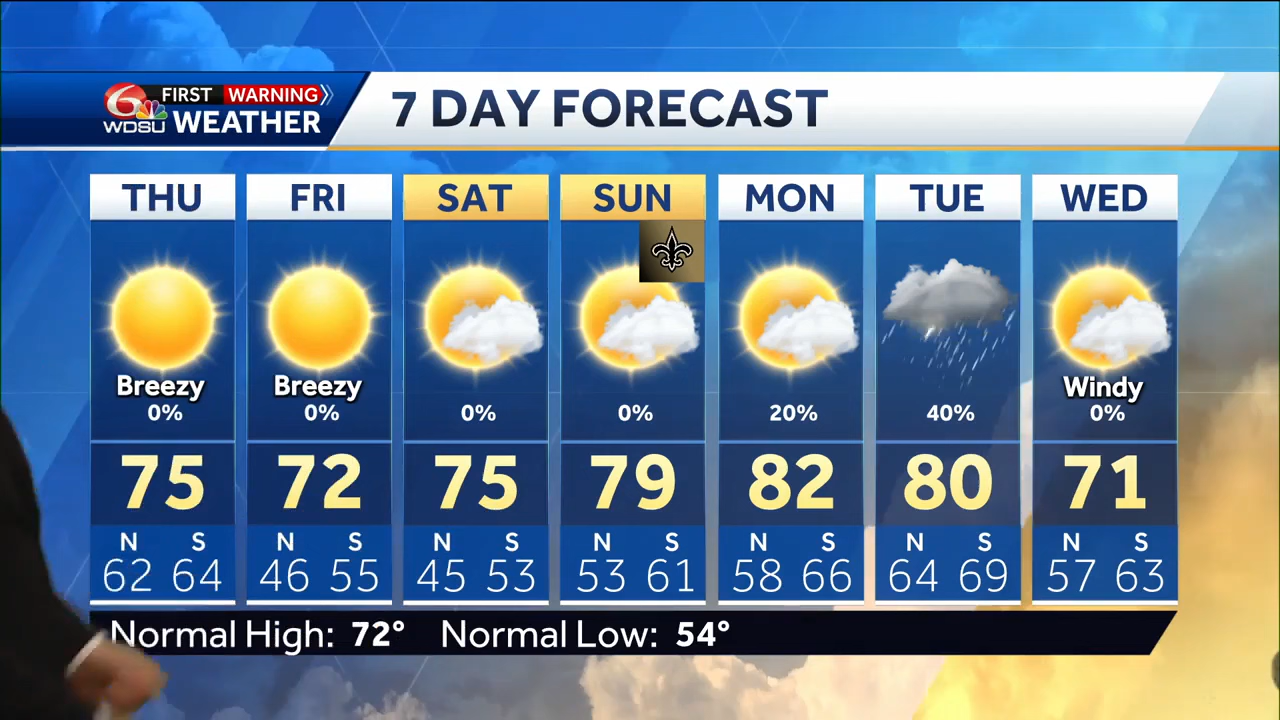 6 FIRST WARNING
WDSU WEATHER
7 DAY FORECAST
THU FRI SAT SUN MON TUE WED
Breezy Breezy Windy
0% 0% 0% 0% 20% 40% 0%
75 72 75 79 82 80 71
N S N S N S N S N S N S N S
62 64 46 55 45 53 53 61 58 66 64 69 57 63
Normal High: 72° Normal Low: 54°